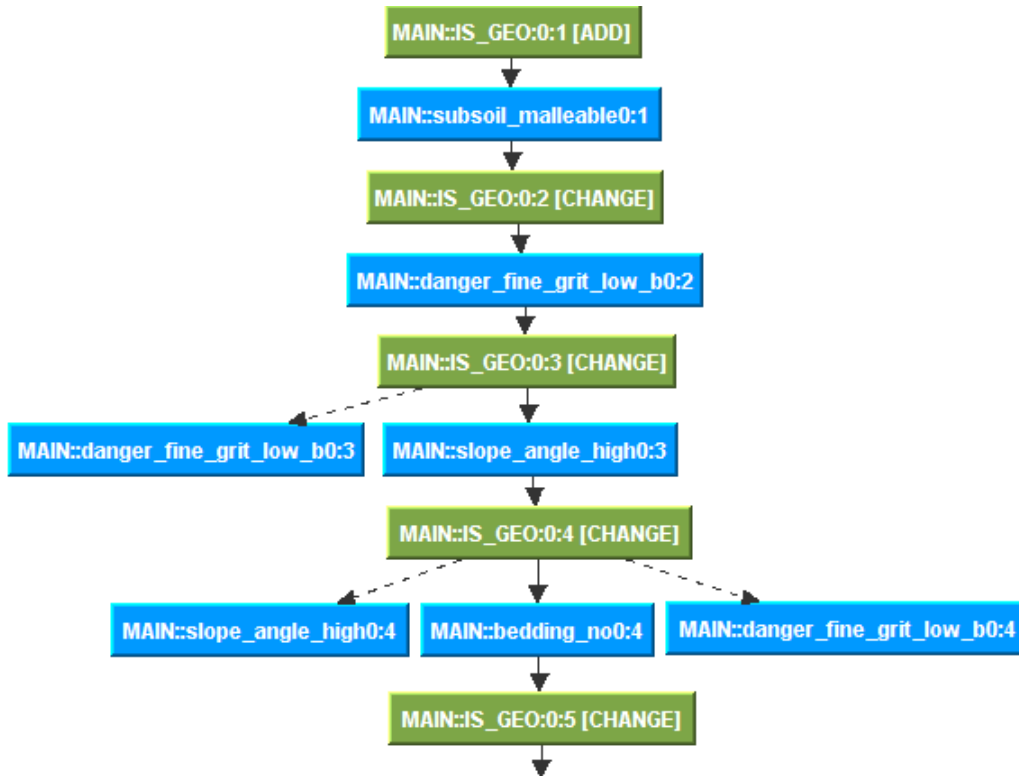 MAIN::IS_GEO:0:1 [ADD]
MAIN::subsoil_malleable0:1
MAIN::IS_GEO:0:2 [CHANGE]
MAIN::danger_fine_grit_low_b0:2
MAIN::IS_GEO:0:3 [CHANGE]
MAIN::danger_fine_grit_low_b0:3
MAIN::slope_angle_high0:3
MAIN::IS_GEO:0:4 [CHANGE]
MAIN::slope_angle_high0:4
MAIN::bedding_no0:4
MAIN::danger_fine_grit_low_b0:4
MAIN::IS_GEO:0:5 [CHANGE]